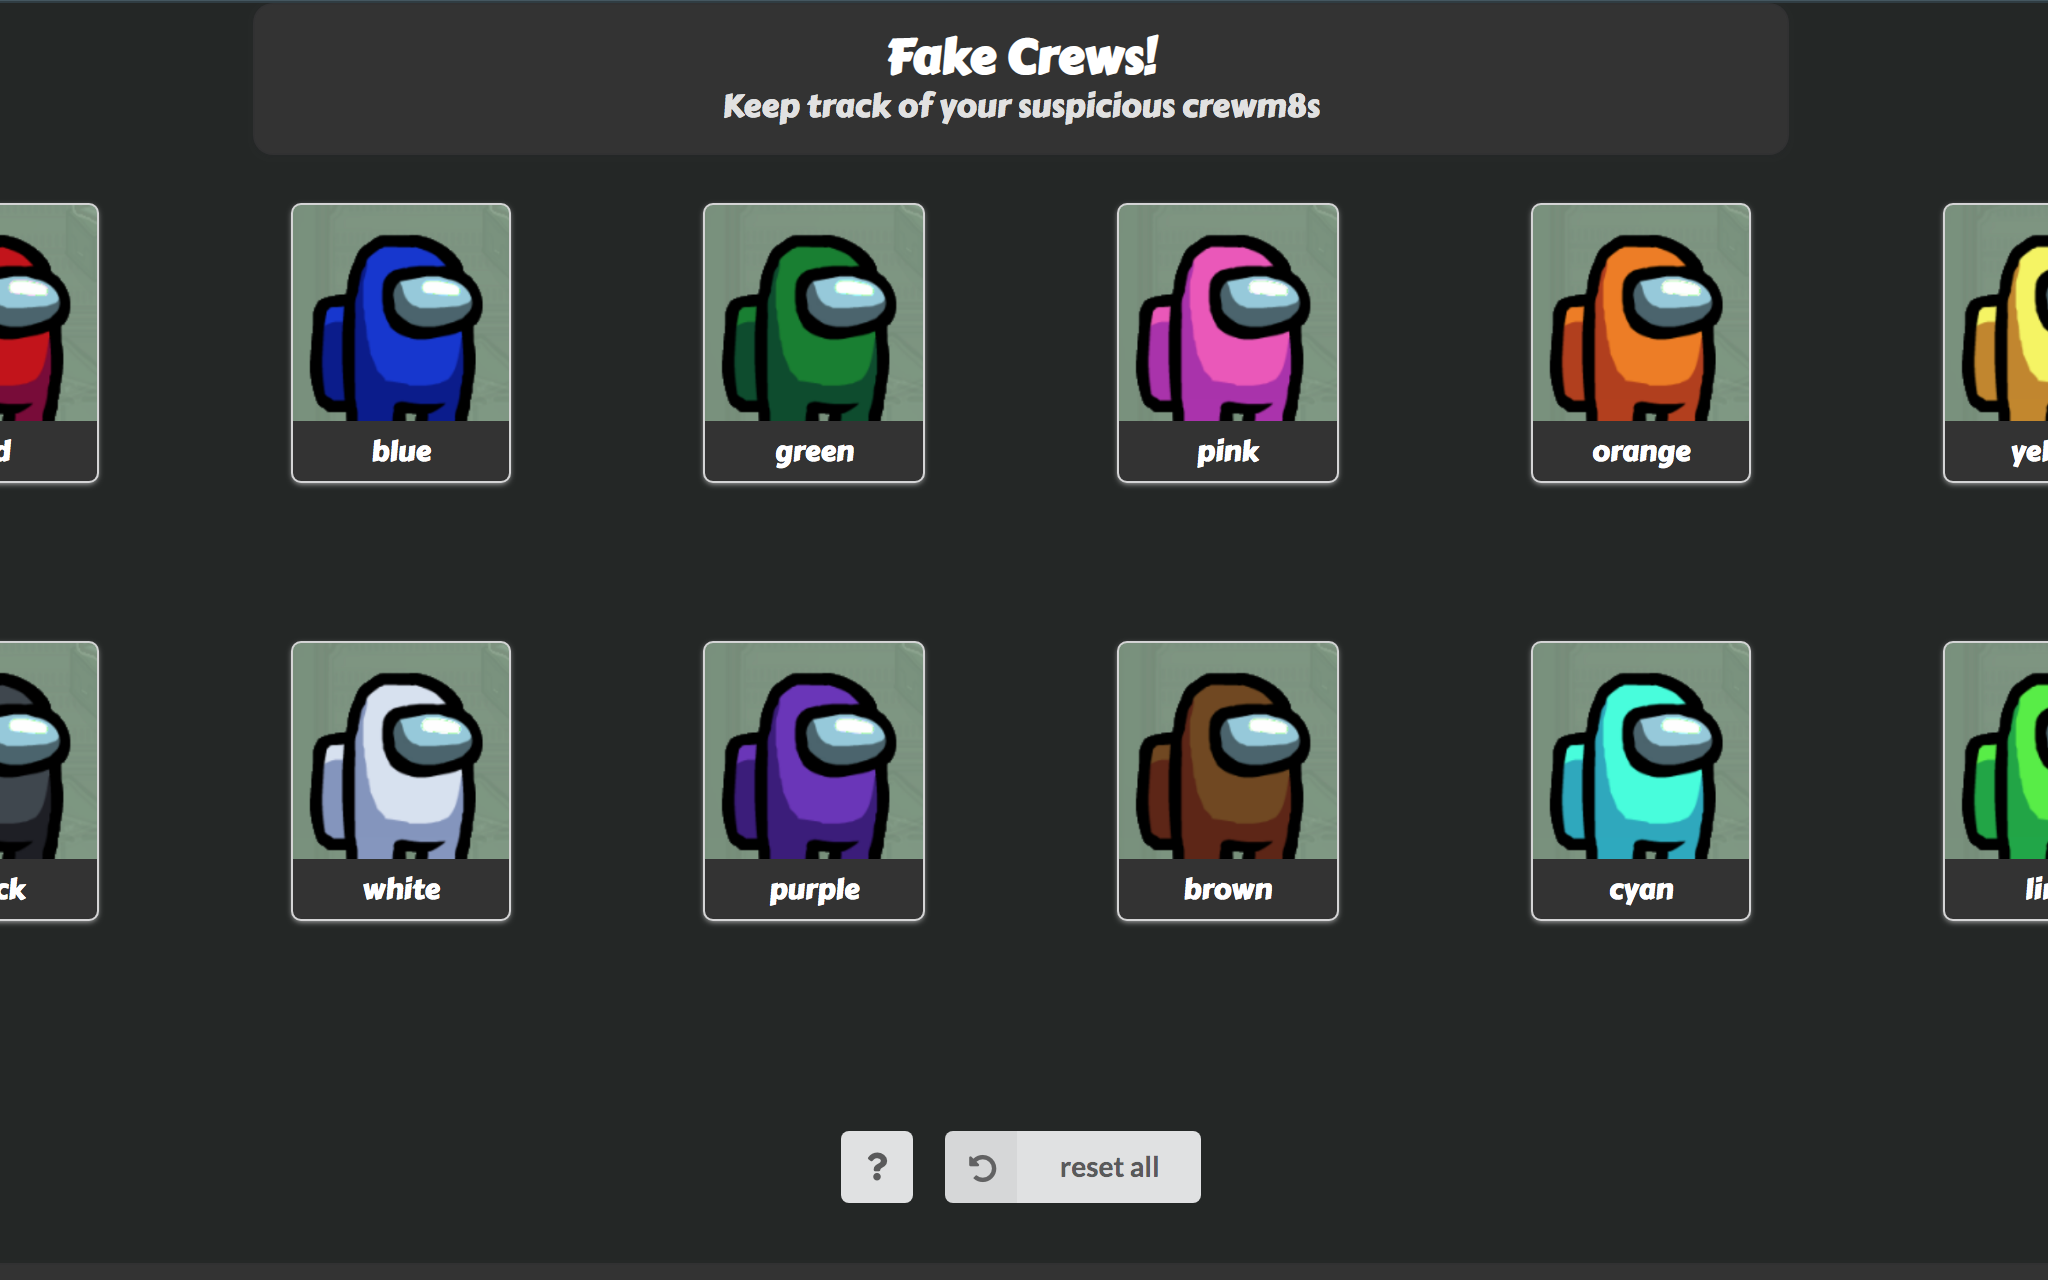 Fake Crews!
Keep track of your suspicious crewm8s
d
blue
green
pink
orange
yel
ck
white
purple
brown
cyan
?
reset all